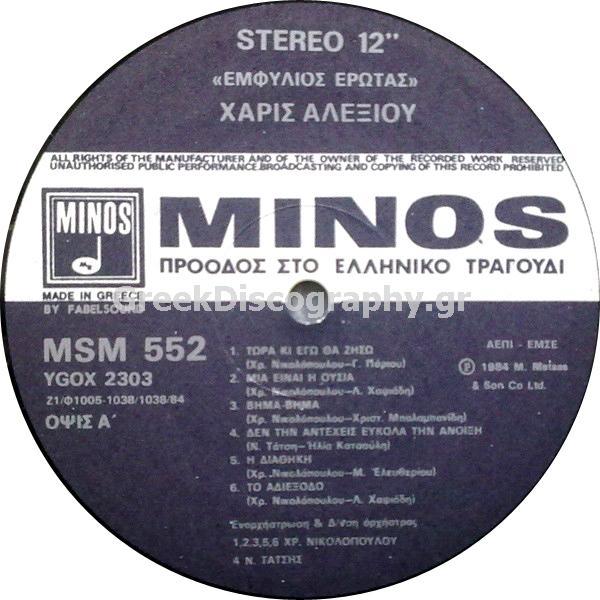 STEREO 12"
«ΕΜΦΥΛΙΟΣ ΕΡΩΤΑΣ»
ΧΑΡΙΣ ΑΛΕΞΙΟΥ
ALL RIGHTS OF THE MANUFACTURER AND OF THE OWNER OF THE RECORDED WORK RESERVED
UNAUTHORISED PUBLIC PERFORMANCE, BROADCASTING AND COPYING OF THIS RECORD PROHIBITED
MINOS
MINOS
ΠΡΟΟΔΟΣ ΣΤΟ ΕΛΛΗΝΙΚΟ ΤΡΑΓΟΥΔΙ
MADE IN GREECE
BY FABELSOUND
GreekDiscography.gr
MSM 552
YGOX 2303
Z1/Φ1005-1038/1038/84
ΟΨΙΣ Α΄
ΑΕΠΙ - ΕΜΣΕ
Ⓟ 1984 M. Matsas
& Son Co Ltd.
1. ΤΩΡΑ ΚΙ ΕΓΩ ΘΑ ΖΗΣΩ
(Χρ. Νικολόπουλου-Γ. Πάριου)
2. ΜΙΑ ΕΙΝΑΙ Η ΟΥΣΙΑ
(Χρ. Νικολόπουλου-Λ. Χαψιάδη)
3. ΒΗΜΑ-ΒΗΜΑ
(Χρ. Νικολόπουλου-Χριστ. Μπαλαμπανίδη)
4. ΔΕΝ ΤΗΝ ΑΝΤΕΧΕΙΣ ΕΥΚΟΛΑ ΤΗΝ ΑΝΟΙΞΗ
(Ν. Τάτση-Ηλία Κατσούλη)
5. Η ΔΙΑΘΗΚΗ
(Χρ. Νικολόπουλου-Μ. Ελευθερίου)
6. ΤΟ ΑΔΙΕΞΟΔΟ
(Χρ. Νικολόπουλου-Λ. Χαψιάδη)
Ενορχήστρωση & Δ/νση ορχήστρας
1,2,3,5,6 ΧΡ. ΝΙΚΟΛΟΠΟΥΛΟΥ
4 Ν. ΤΑΤΣΗΣ